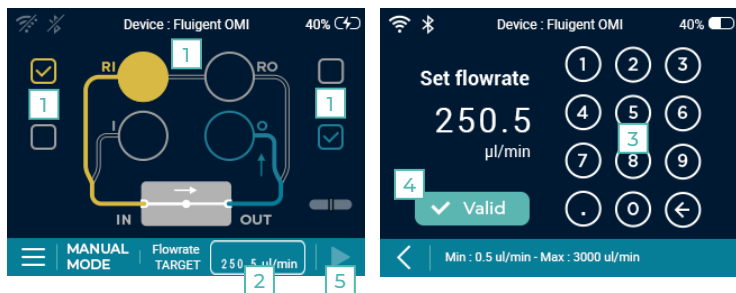 Device : Fluigent OMI 40%
1
RI RO
1 1
I O
IN OUT
MANUAL MODE Flowrate TARGET 250.5 ul/min
2 5
Device : Fluigent OMI 40%
Set flowrate
250.5
µl/min
4
Valid
1 2 3
4 5 6
3
7 8 9
. 0
Min : 0.5 ul/min - Max : 3000 ul/min